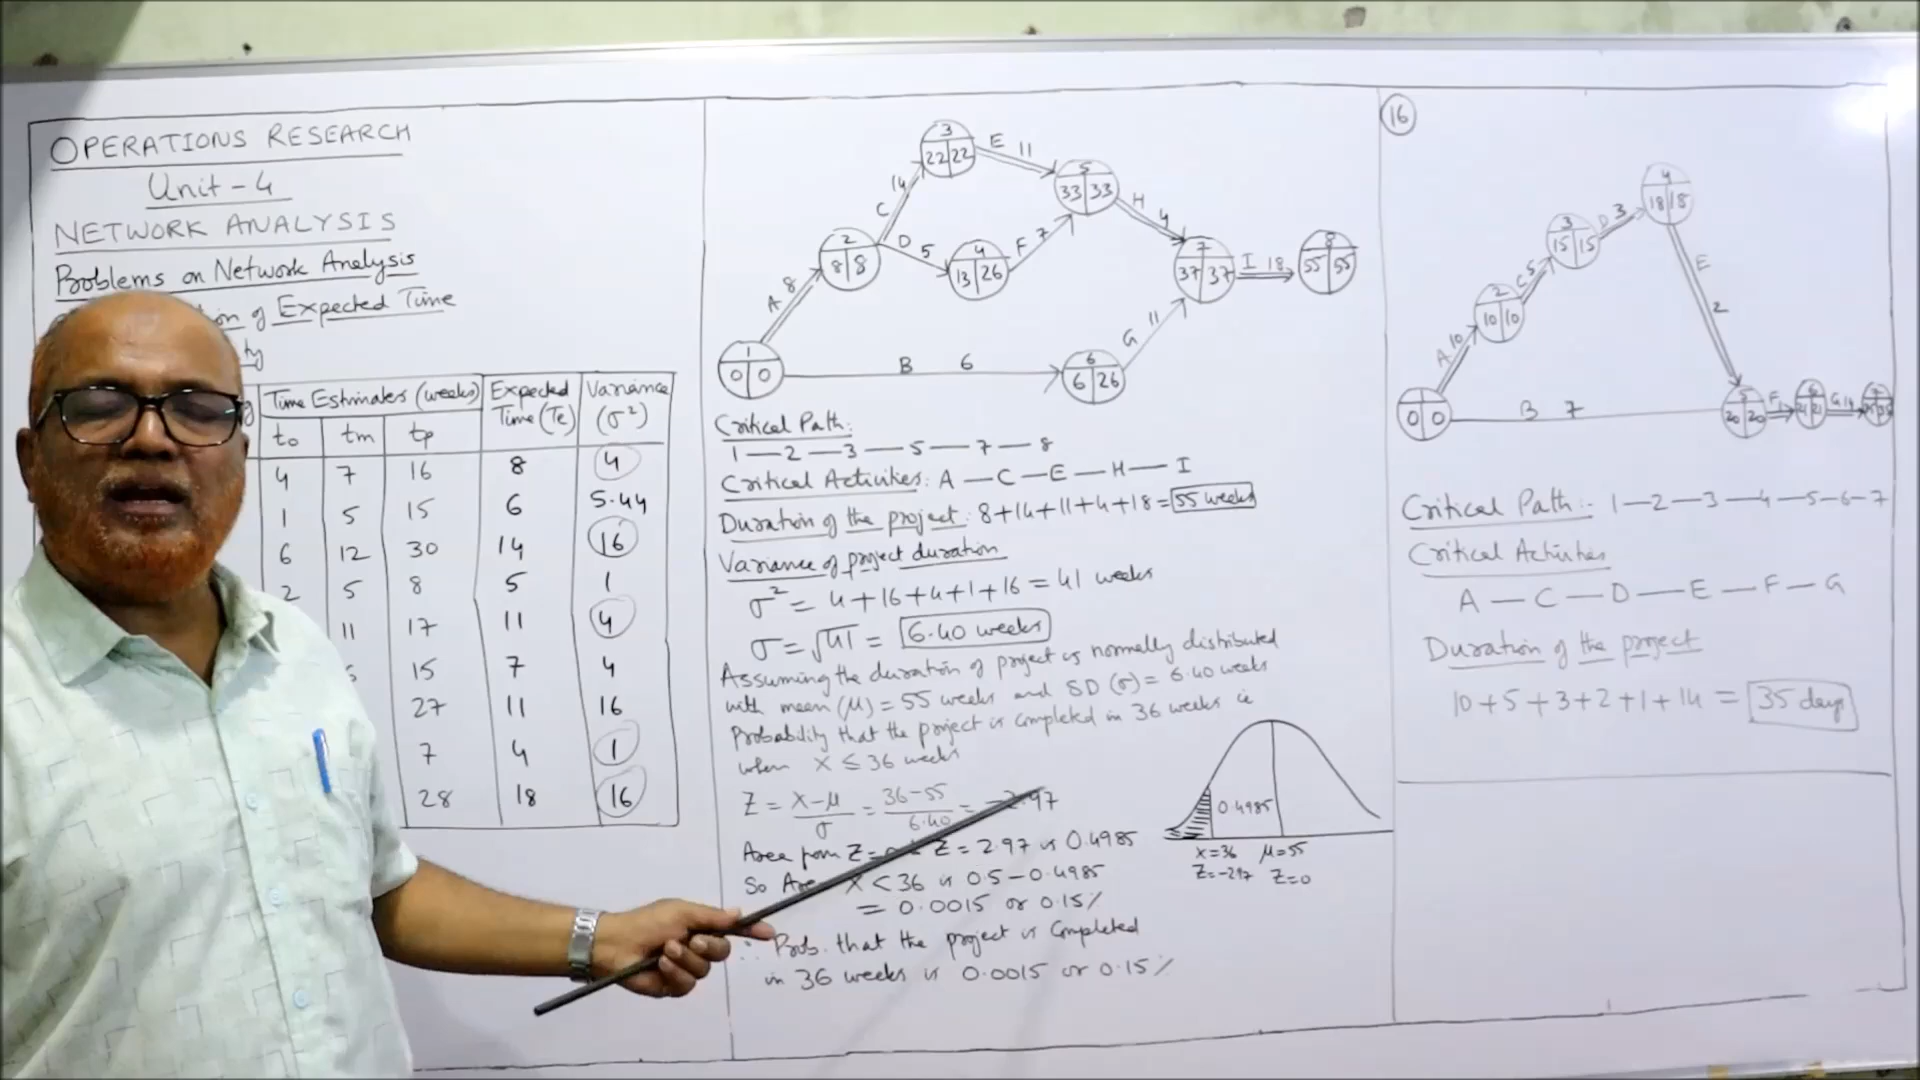 OPERATIONS RESEARCH
Unit-4
NETWORK ANALYSIS
Problems on Network Analysis
of Expected Time
Time Estimates (weeks) Expected Time (Te) Variance (σ²)
to tm tp
4 7 16 8 4
1 5 15 6 5.44
6 12 30 14 16
2 5 8 5 1
11 17 11 4
15 7 4
27 11 16
7 4 1
28 18 16
3
22|22
E 11
5
33|33
C 14
H 4
2
8|8
D 5
4
13|26
F 7
7
37|37
I 18
8
55|55
A 8
G 11
1
0|0
B 6
6
6|26
Critical Path:
1—2—3—5—7—8
Critical Activities: A—C—E—H—I
Duration of the project: 8+14+11+4+18=55 weeks
Variance of project duration
σ² = 4+16+4+1+16 = 41 weeks
σ = √41 = 6.40 weeks
Assuming the duration of project is normally distributed
with mean (μ) = 55 weeks and SD (σ) = 6.40 weeks
Probability that the project is completed in 36 weeks ie
when X ≤ 36 weeks
Z = X-μ/σ = 36-55/6.40 = -2.97
Area from Z= Z=2.97 is 0.4985
So X<36 is 0.5-0.4985
= 0.0015 or 0.15%
∴ Prob. that the project is completed
in 36 weeks is 0.0015 or 0.15%
0.4985
x=36 μ=55
Z=-2.97 Z=0
16
4
18|18
3
15|15
D 3
2
10|10
C 5
E 2
A 10
0|0
B 7
5
20|20
F 1
6
21|21
G 14
7
Critical Path:- 1—2—3—4—5—6—7
Critical Activities
A—C—D—E—F—G
Duration of the project
10+5+3+2+1+14 = 35 days